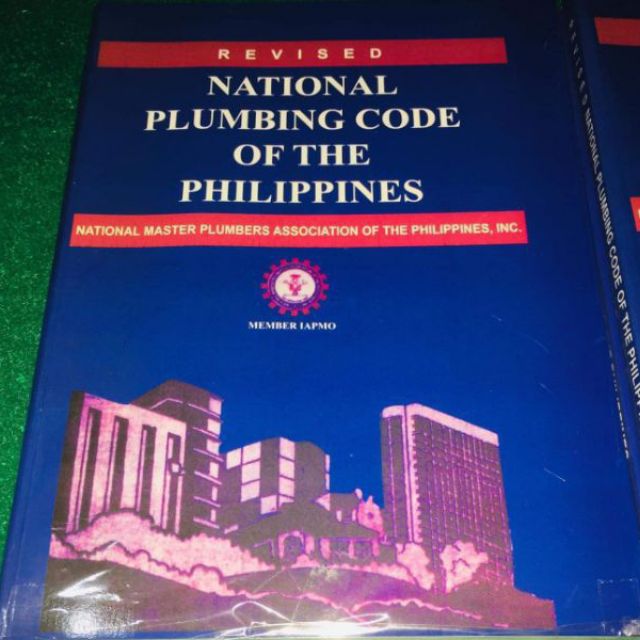 REVISED
NATIONAL
PLUMBING CODE
OF THE
PHILIPPINES
NATIONAL MASTER PLUMBERS ASSOCIATION OF THE PHILIPPINES, INC.
MEMBER IAPMO
REVISED NATIONAL PLUMBING CODE OF THE